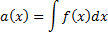 a(x) = ∫ f(x)dx